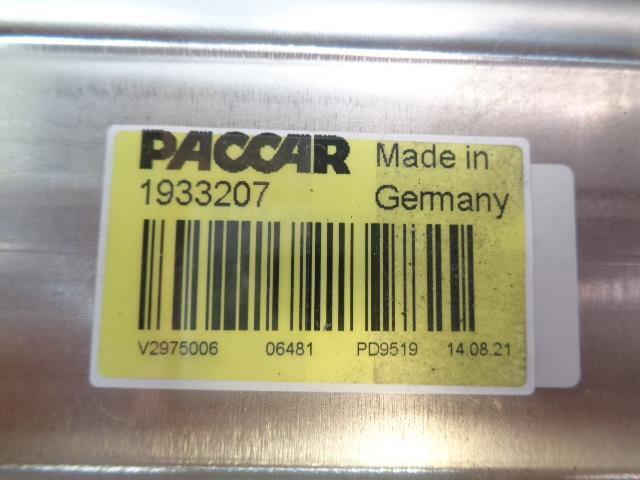 PACCAR Made in
1933207 Germany
V2975006 06481 PD9519 14.08.21